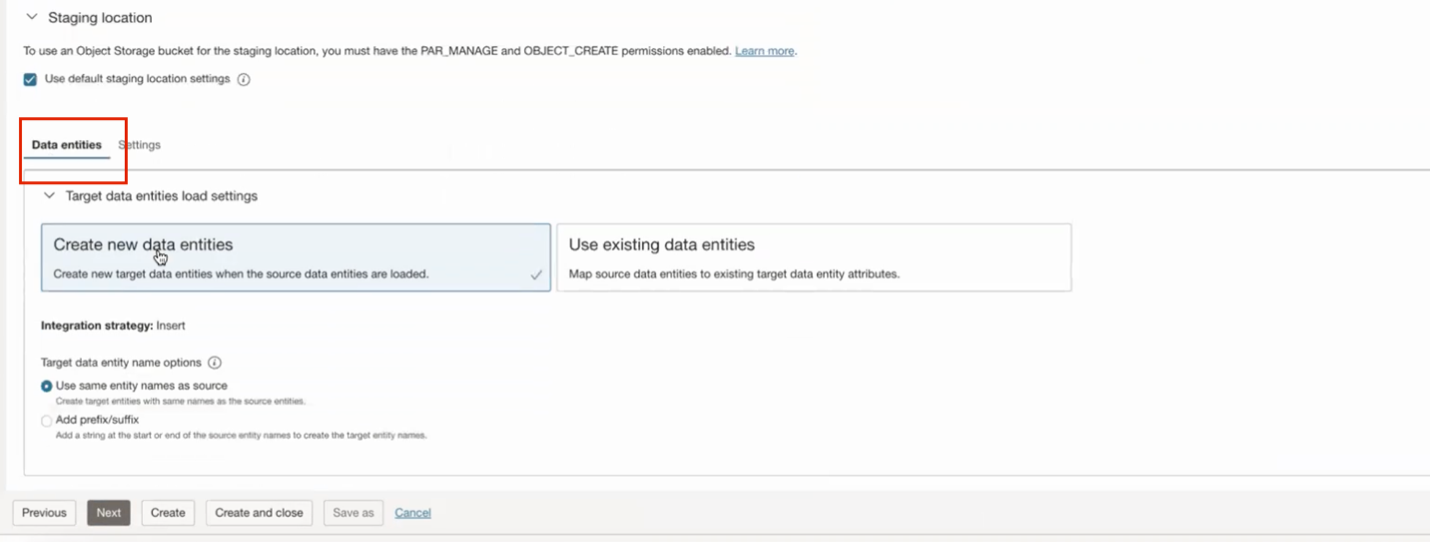 Staging location
To use an Object Storage bucket for the staging location, you must have the PAR_MANAGE and OBJECT_CREATE permissions enabled. Learn more.
Use default staging location settings
Data entities Settings
Target data entities load settings
Create new data entities
Create new target data entities when the source data entities are loaded.
Use existing data entities
Map source data entities to existing target data entity attributes.
Integration strategy: Insert
Target data entity name options
Use same entity names as source
Create target entities with same names as the source entities.
Add prefix/suffix
Add a string at the start or end of the source entity names to create the target entity names.
Previous Next Create Create and close Save as Cancel